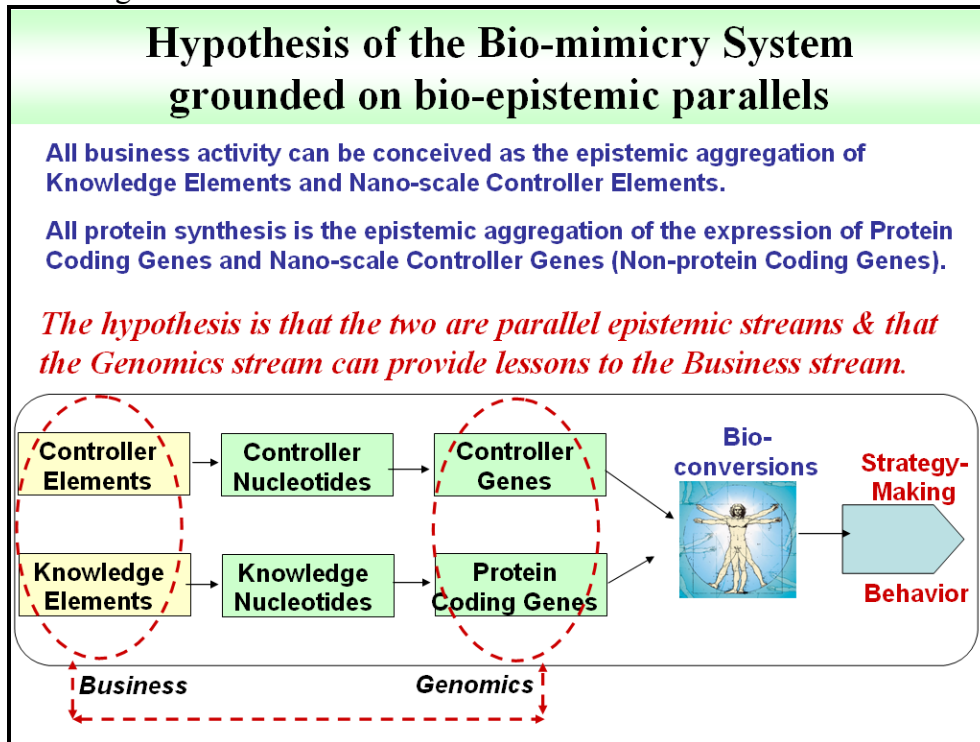 Hypothesis of the Bio-mimicry System
grounded on bio-epistemic parallels
All business activity can be conceived as the epistemic aggregation of
Knowledge Elements and Nano-scale Controller Elements.
All protein synthesis is the epistemic aggregation of the expression of Protein
Coding Genes and Nano-scale Controller Genes (Non-protein Coding Genes).
The hypothesis is that the two are parallel epistemic streams & that
the Genomics stream can provide lessons to the Business stream.
Controller
Elements
Controller
Nucleotides
Controller
Genes
Bio-
conversions
Strategy-
Making
Knowledge
Elements
Knowledge
Nucleotides
Protein
Coding Genes
Behavior
Business
Genomics